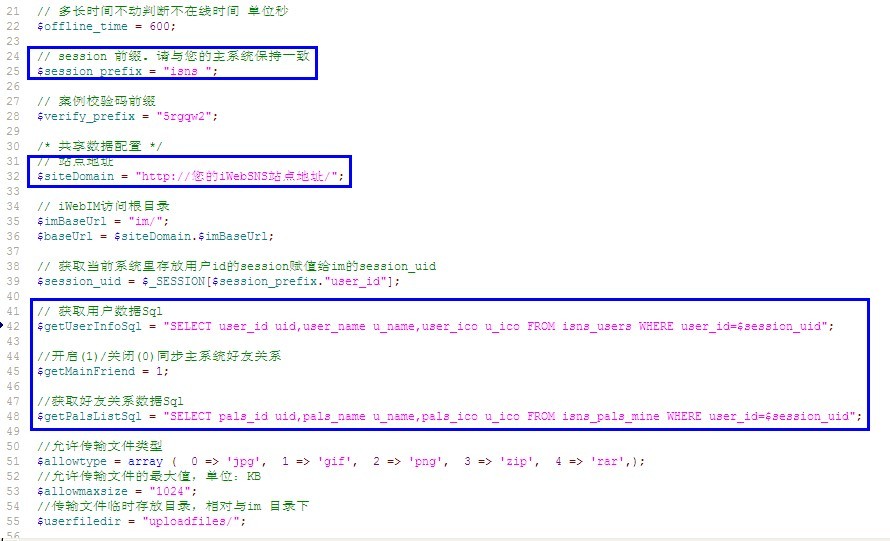 21 // 多长时间不动判断不在线时间 单位秒
22 $offline_time = 600;
23
24 // session 前缀. 请与您的主系统保持一致
25 $session_prefix = "isns_";
26
27 // 案例校验码前缀
28 $verify_prefix = "5rgqw2";
29
30 /* 共享数据配置 */
31 // 站点地址
32 $siteDomain = "http://您的iWebSNS站点地址/";
33
34 // iWebIM访问根目录
35 $imBaseUrl = "im/";
36 $baseUrl = $siteDomain.$imBaseUrl;
37
38 // 获取当前系统里存放用户id的session赋值给im的session_uid
39 $session_uid = $_SESSION[$session_prefix."user_id"];
40
41 // 获取用户数据Sql
42 $getUserInfoSql = "SELECT user_id uid,user_name u_name,user_ico u_ico FROM isns_users WHERE user_id=$session_uid";
43
44 //开启(1)/关闭(0)同步主系统好友关系
45 $getMainFriend = 1;
46
47 //获取好友关系数据Sql
48 $getPalsListSql = "SELECT pals_id uid,pals_name u_name,pals_ico u_ico FROM isns_pals_mine WHERE user_id=$session_uid";
49
50 //允许传输文件类型
51 $allowtype = array ( 0 => 'jpg', 1 => 'gif', 2 => 'png', 3 => 'zip', 4 => 'rar',);
52 //允许传输文件的最大值, 单位: KB
53 $allowmaxsize = "1024";
54 //传输文件临时存放目录, 相对与im 目录下
55 $userfiledir = "uploadfiles/";
56